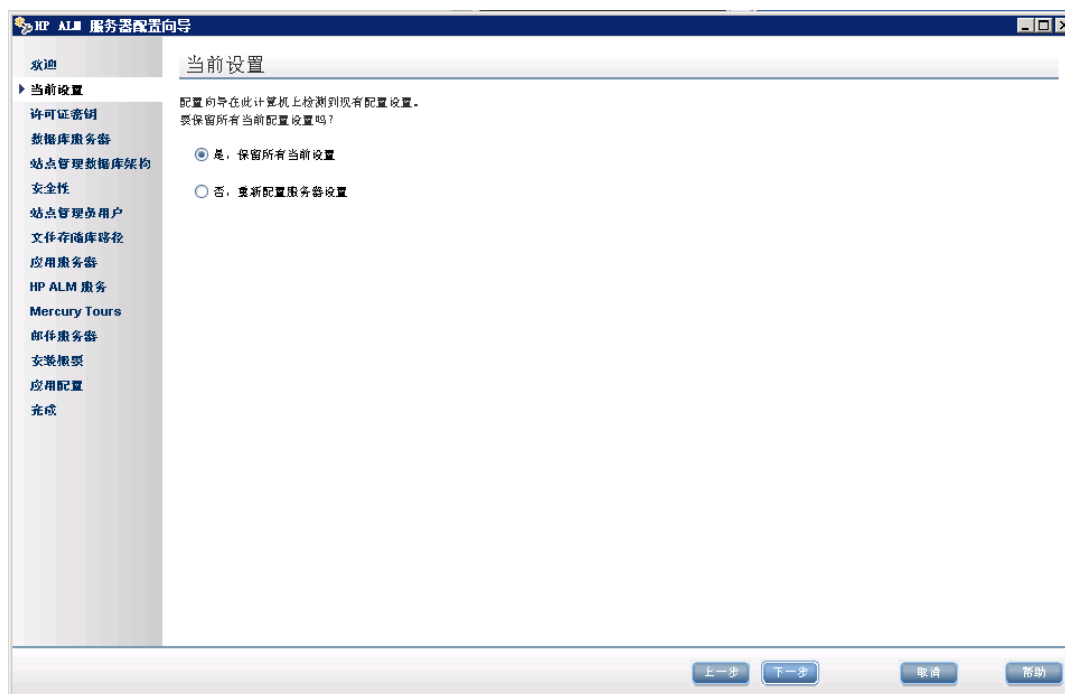 HP ALM 服务器配置向导
欢迎
当前设置
许可证密钥
数据库服务器
站点管理数据库架构
安全性
站点管理员用户
文件存储库路径
应用服务器
HP ALM 服务
Mercury Tours
邮件服务器
安装概要
应用配置
完成
当前设置
配置向导在此计算机上检测到现有配置设置。
要保留所有当前配置设置吗?
是，保留所有当前设置
否，重新配置服务器设置
上一步
下一步
取消
帮助